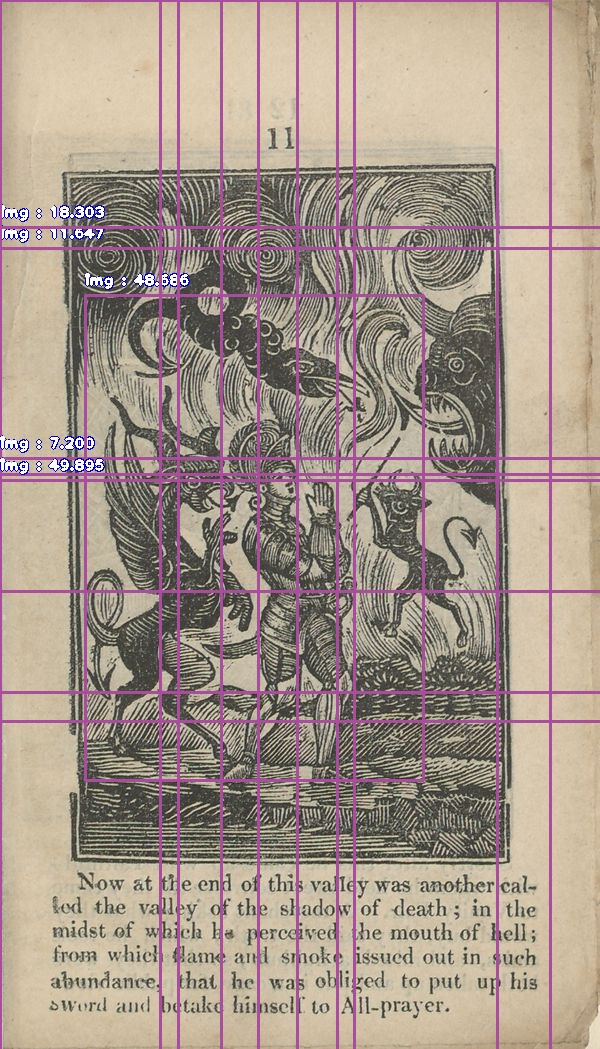 11
Img : 18.303
Img : 11.647
Img : 48.686
Img : 7.200
Img : 49.895
Now at the end of this valley was another cal-
led the valley of the shadow of death ; in the
midst of which he perceived the mouth of hell ;
from which flame and smoke issued out in such
abundance, that he was obliged to put up his
sword and betake himself to All-prayer.